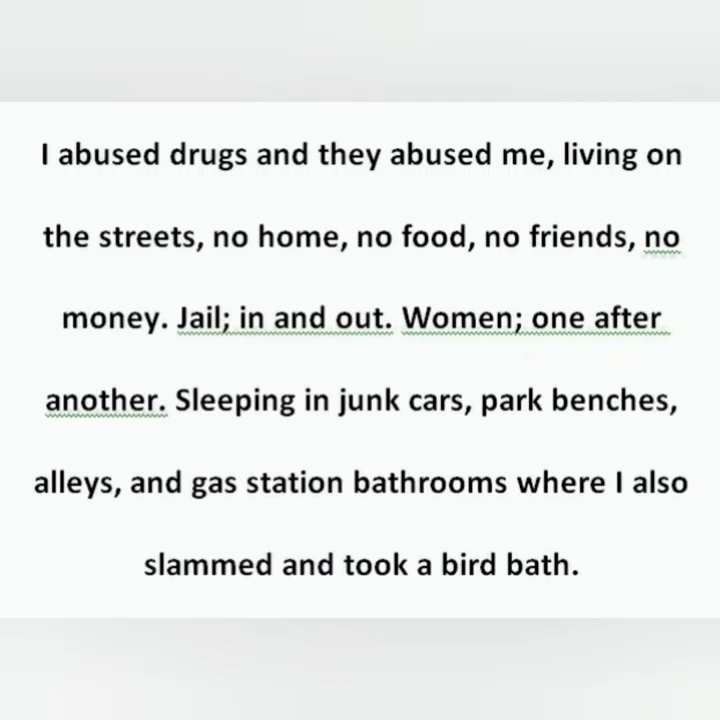 I abused drugs and they abused me, living on
the streets, no home, no food, no friends, no
money. Jail; in and out. Women; one after
another. Sleeping in junk cars, park benches,
alleys, and gas station bathrooms where I also
slammed and took a bird bath.